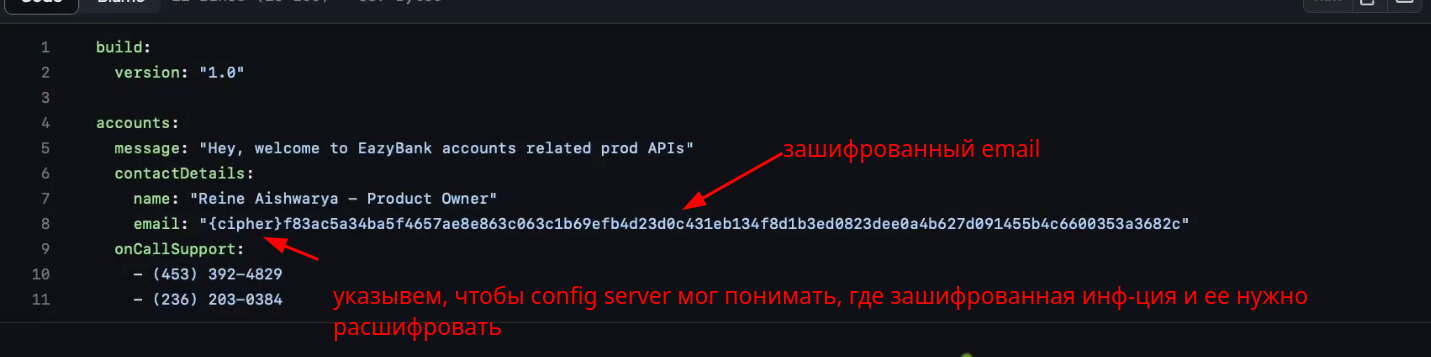 1 build:
2 version: "1.0"
3
4 accounts:
5 message: "Hey, welcome to EazyBank accounts related prod APIs"
зашифрованный email
6 contactDetails:
7 name: "Reine Aishwarya – Product Owner"
8 email: "{cipher}f83ac5a34ba5f4657ae8e863c063c1b69efb4d23d0c431eb134f8d1b3ed0823dee0a4b627d091455b4c6600353a3682c"
9 onCallSupport:
10 - (453) 392-4829
11 - (236) 203-0384
указывем, чтобы config server мог понимать, где зашифрованная инф-ция и ее нужно
расшифровать